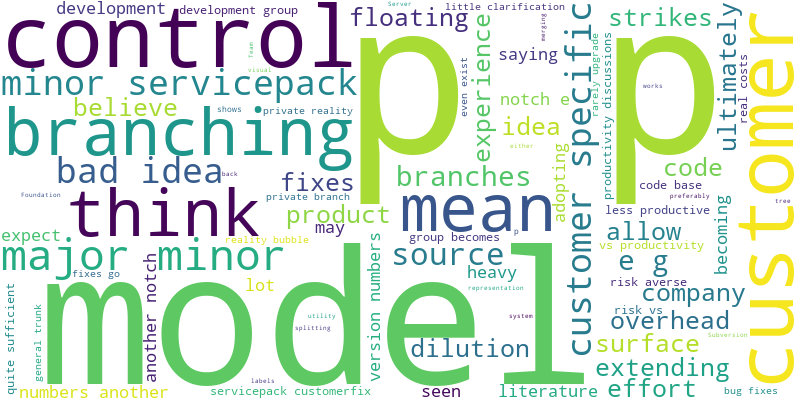 development
development group
Server
little clarification
control
floating
strikes
Team
visual
p p
customer
merging
saying
minor servicepack
experience
even exist
customer specific
rarely upgrade
productivity discussions
ultimately
real costs
believe
shows
private reality
notch e
works
branching
idea
either
bad idea
back
fixes
branches
code
Foundation
private branch
code base
preferably
tree
think
product
mean
adopting
less productive
may
allow
expect
reality bubble
group becomes
p
vs productivity
becoming
major minor
source
e g
fixes go
another notch
lot
version numbers
heavy
representation
risk averse
company
model
quite sufficient
general trunk
utility
splitting
system
risk vs
overhead
dilution
surface
Subversion
labels
extending
numbers another
servicepack customerfix
seen
literature
effort
bug fixes